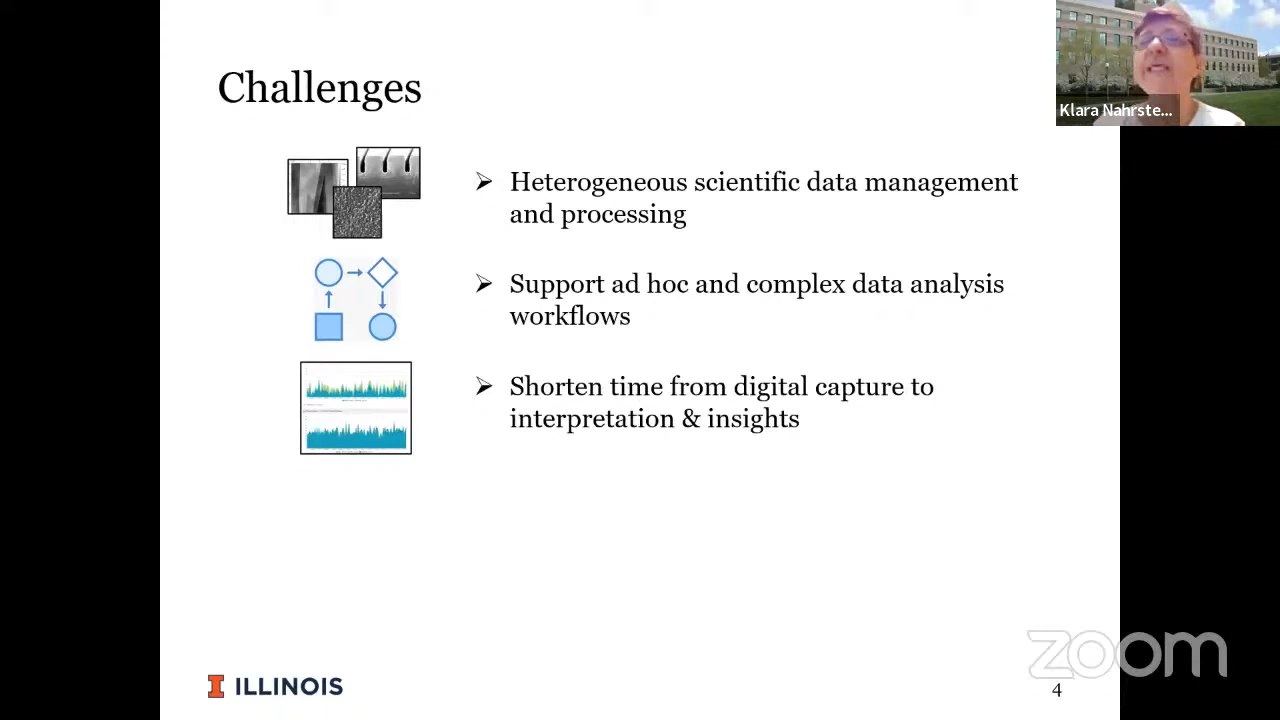 Challenges
Klara Nahrste...
➢ Heterogeneous scientific data management
and processing
➢ Support ad hoc and complex data analysis
workflows
➢ Shorten time from digital capture to
interpretation & insights
ILLINOIS
zoom
4